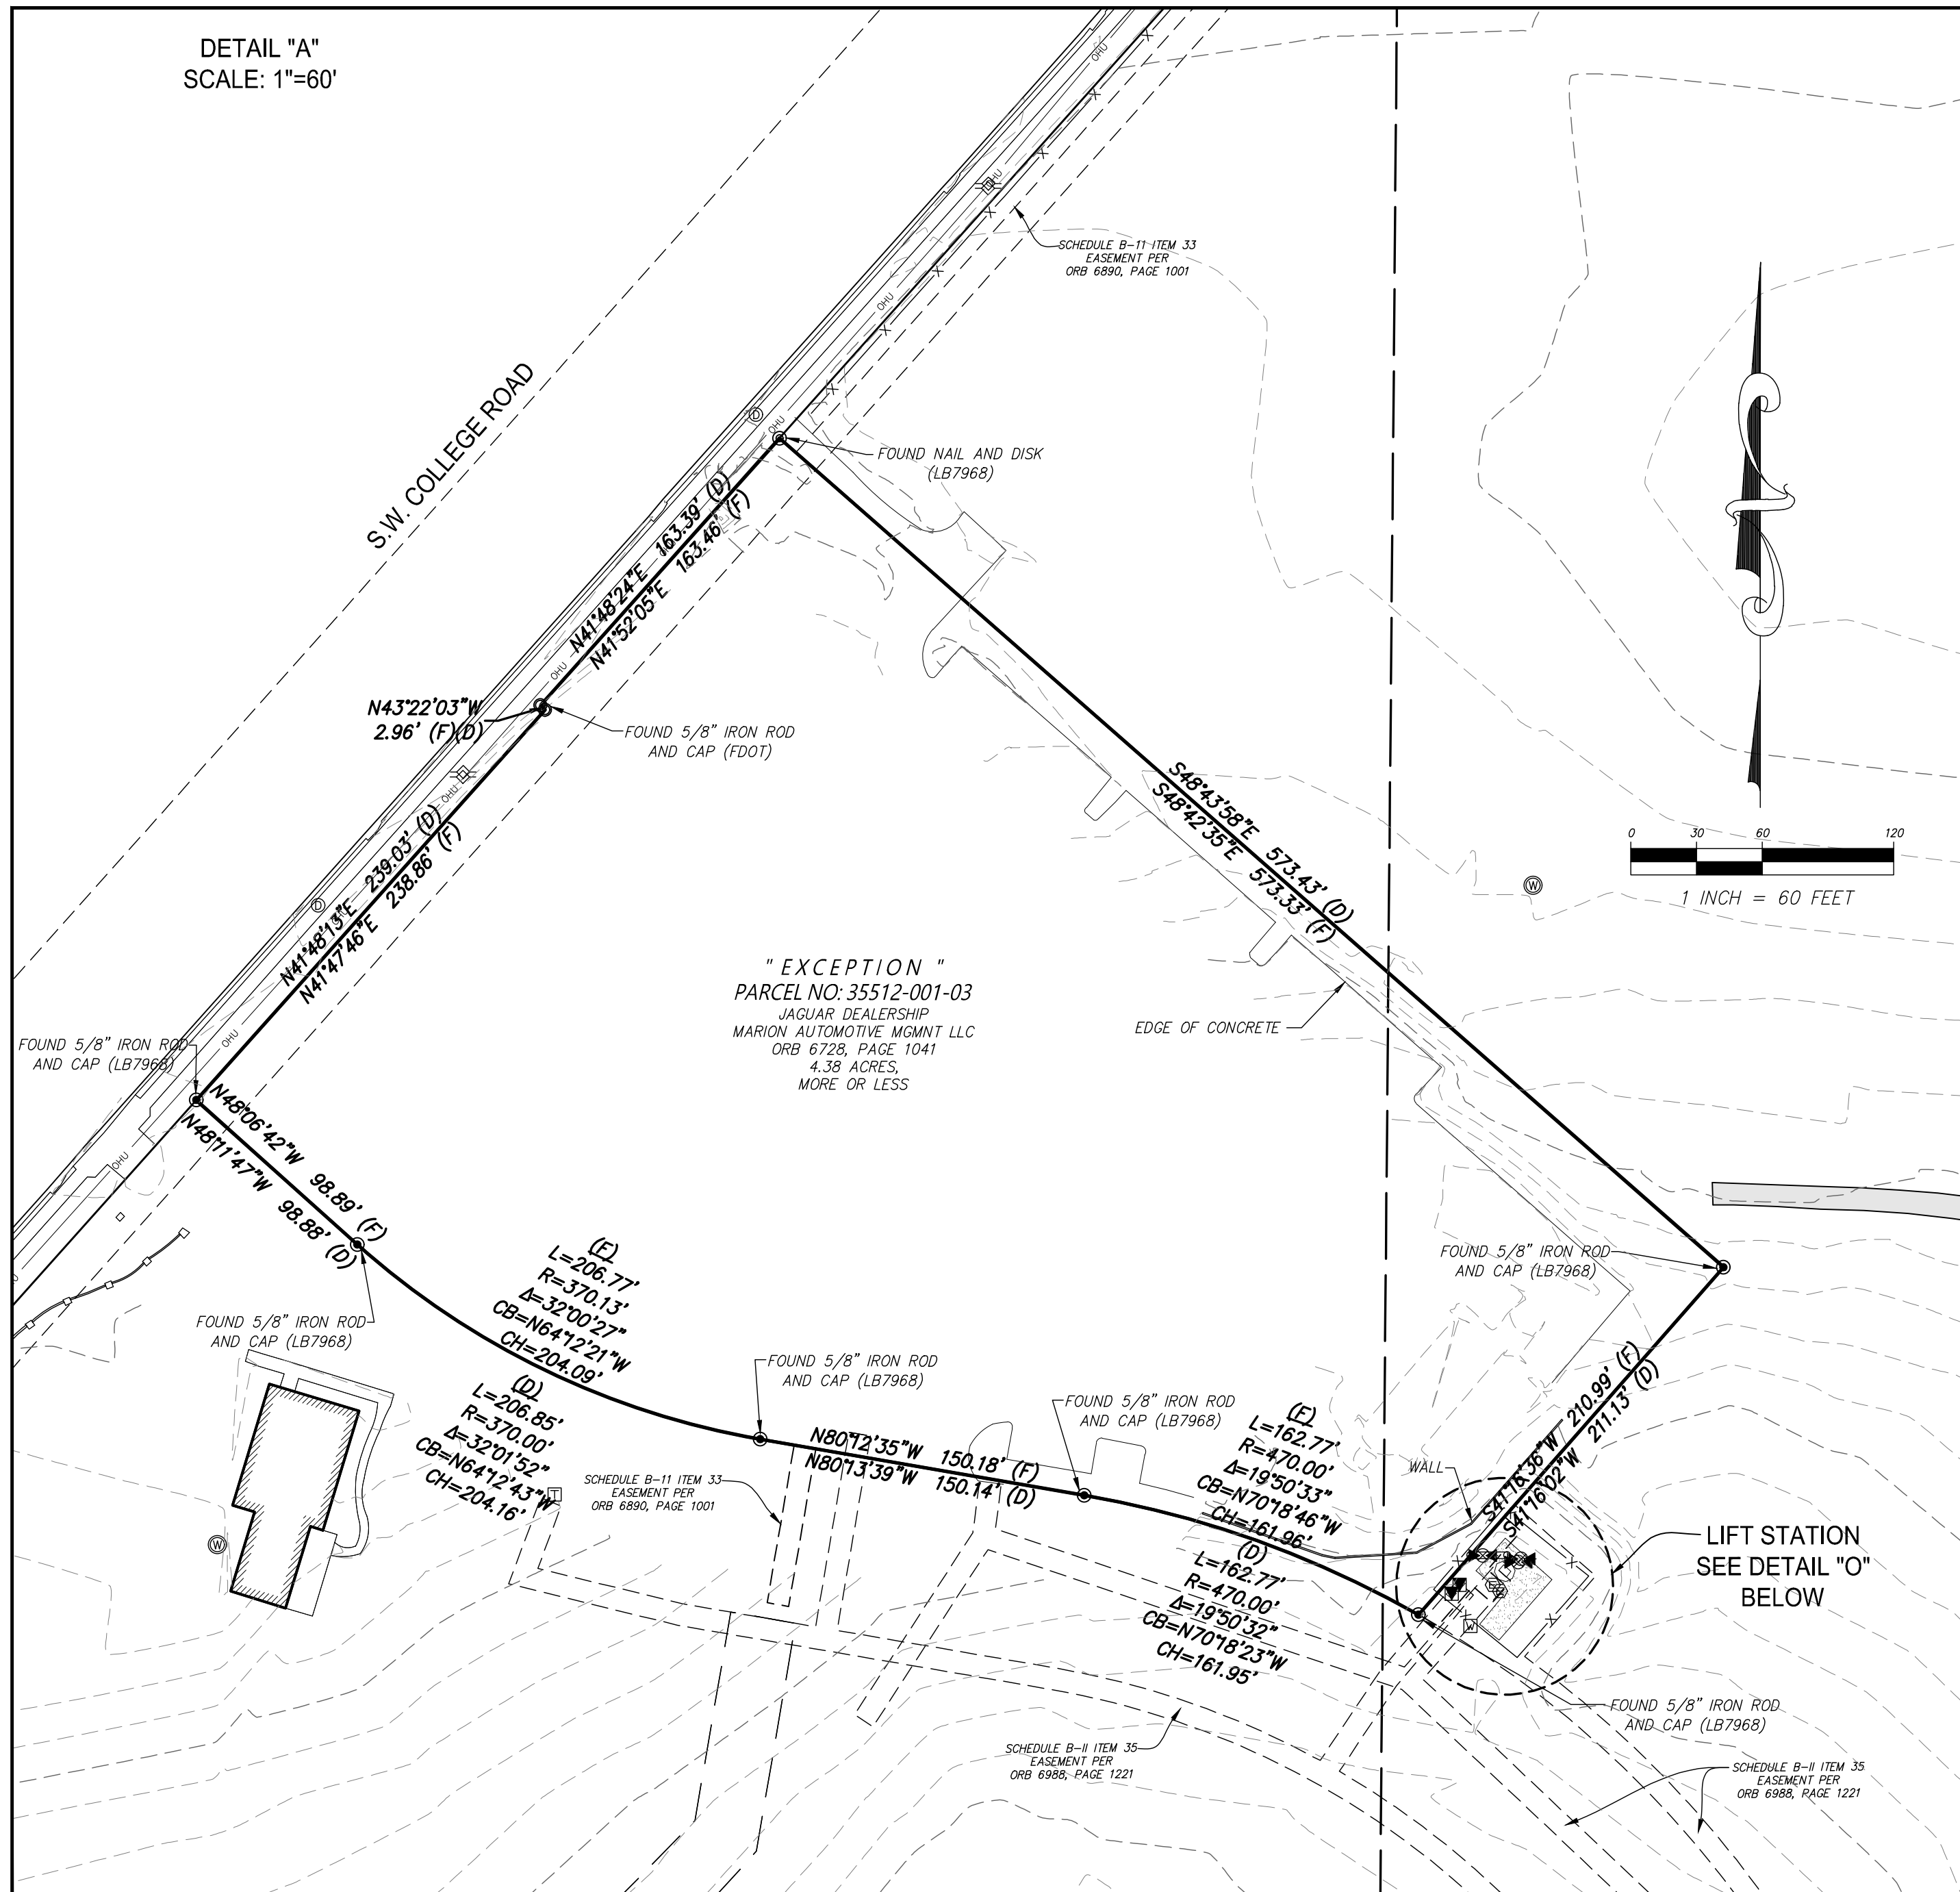 DETAIL "A"
SCALE: 1"=60'
OHU
SCHEDULE B-11 ITEM 33
EASEMENT PER
ORB 6890, PAGE 1001
OHU
OHU
S.W. COLLEGE ROAD
D
OHU
FOUND NAIL AND DISK
(LB7968)
N41°48'24"E 163.39' (D)
N41°52'05"E 163.46' (F)
OHU
N43°22'03"W
2.96' (F)(D)
FOUND 5/8" IRON ROD
AND CAP (FDOT)
OHU
S48°43'58"E 573.43' (D)
S48°42'35"E 573.33' (F)
0 30 60 120
1 INCH = 60 FEET
W
N41°48'13"E 239.03' (D)
N41°47'46"E 238.86' (F)
D
OHU
" EXCEPTION "
PARCEL NO: 35512-001-03
JAGUAR DEALERSHIP
MARION AUTOMOTIVE MGMNT LLC
ORB 6728, PAGE 1041
4.38 ACRES,
MORE OR LESS
EDGE OF CONCRETE
FOUND 5/8" IRON ROD
AND CAP (LB7968)
OHU
N48°06'42"W 98.89' (F)
N48°11'47"W 98.88' (D)
OHU
FOUND 5/8" IRON ROD
AND CAP (LB7968)
FOUND 5/8" IRON ROD
AND CAP (LB7968)
(F)
L=206.77'
R=370.13'
Δ=32°00'27"
CB=N64°12'21"W
CH=204.09'
(D)
L=206.85'
R=370.00'
Δ=32°01'52"
CB=N64°12'43"W
CH=204.16'
FOUND 5/8" IRON ROD
AND CAP (LB7968)
FOUND 5/8" IRON ROD
AND CAP (LB7968)
N80°12'35"W 150.18' (F)
N80°13'39"W 150.14' (D)
SCHEDULE B-11 ITEM 33
EASEMENT PER
ORB 6890, PAGE 1001
T
W
(F)
L=162.77'
R=470.00'
Δ=19°50'33"
CB=N70°18'46"W
CH=161.96'
(D)
L=162.77'
R=470.00'
Δ=19°50'32"
CB=N70°18'23"W
CH=161.95'
WALL
S41°16'36"W 210.99' (F)
S41°16'02"W 211.13' (D)
LIFT STATION
SEE DETAIL "O"
BELOW
W
FOUND 5/8" IRON ROD
AND CAP (LB7968)
SCHEDULE B-II ITEM 35
EASEMENT PER
ORB 6988, PAGE 1221
SCHEDULE B-II ITEM 35
EASEMENT PER
ORB 6988, PAGE 1221